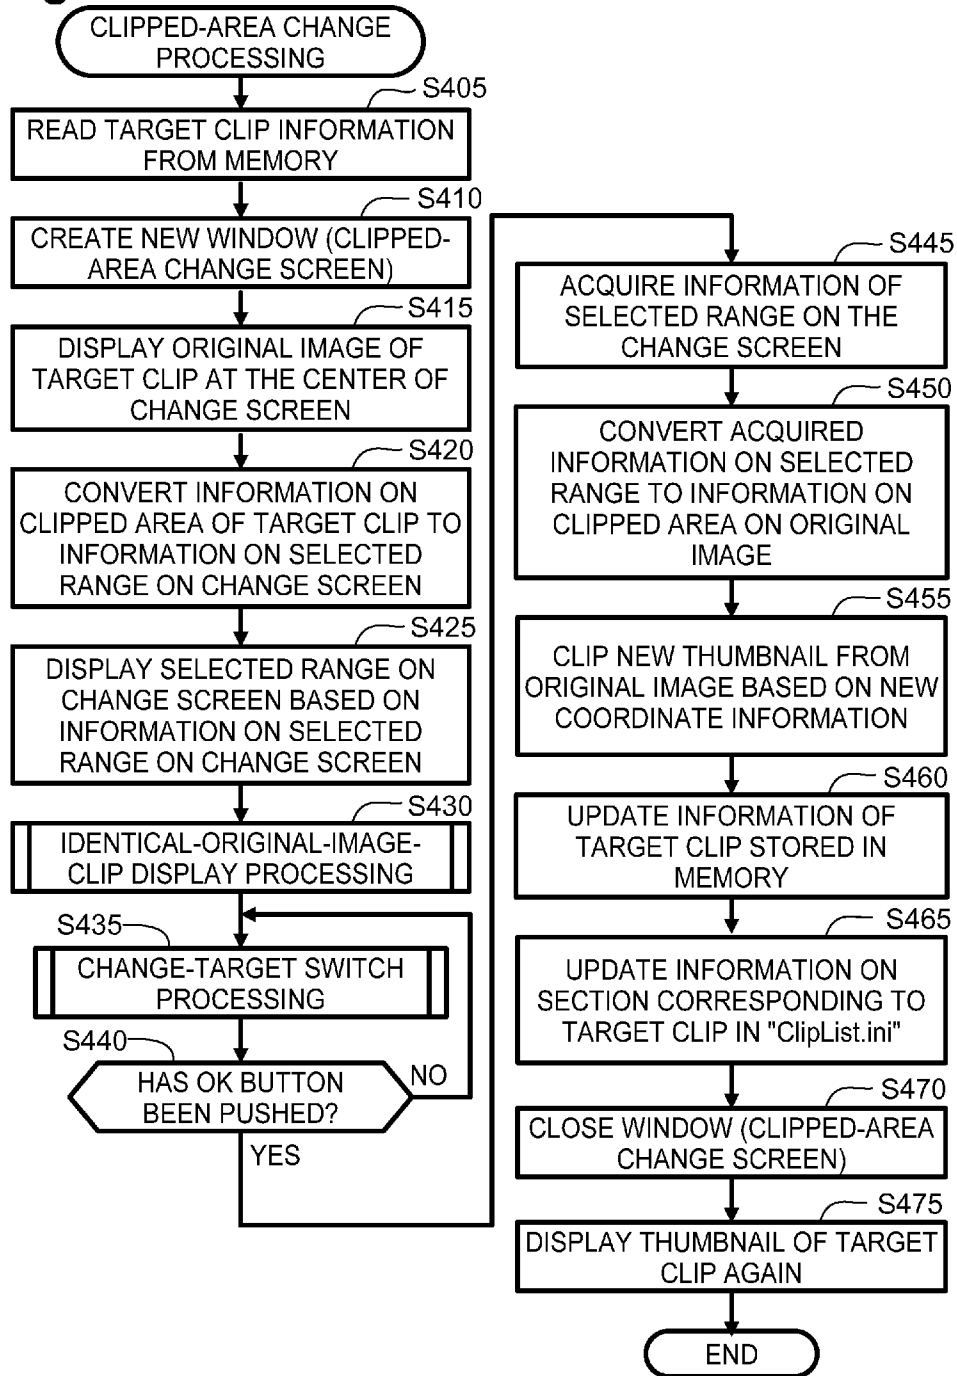 CLIPPED-AREA CHANGE
PROCESSING
S405
READ TARGET CLIP INFORMATION
FROM MEMORY
S410
CREATE NEW WINDOW (CLIPPED-
AREA CHANGE SCREEN)
S415
DISPLAY ORIGINAL IMAGE OF
TARGET CLIP AT THE CENTER OF
CHANGE SCREEN
S420
CONVERT INFORMATION ON
CLIPPED AREA OF TARGET CLIP TO
INFORMATION ON SELECTED
RANGE ON CHANGE SCREEN
S425
DISPLAY SELECTED RANGE ON
CHANGE SCREEN BASED ON
INFORMATION ON SELECTED
RANGE ON CHANGE SCREEN
S430
IDENTICAL-ORIGINAL-IMAGE-
CLIP DISPLAY PROCESSING
S435
CHANGE-TARGET SWITCH
PROCESSING
S440
HAS OK BUTTON
BEEN PUSHED?
NO
YES
S445
ACQUIRE INFORMATION OF
SELECTED RANGE ON THE
CHANGE SCREEN
S450
CONVERT ACQUIRED
INFORMATION ON SELECTED
RANGE TO INFORMATION ON
CLIPPED AREA ON ORIGINAL
IMAGE
S455
CLIP NEW THUMBNAIL FROM
ORIGINAL IMAGE BASED ON NEW
COORDINATE INFORMATION
S460
UPDATE INFORMATION OF
TARGET CLIP STORED IN
MEMORY
S465
UPDATE INFORMATION ON
SECTION CORRESPONDING TO
TARGET CLIP IN "ClipList.ini"
S470
CLOSE WINDOW (CLIPPED-AREA
CHANGE SCREEN)
S475
DISPLAY THUMBNAIL OF TARGET
CLIP AGAIN
END